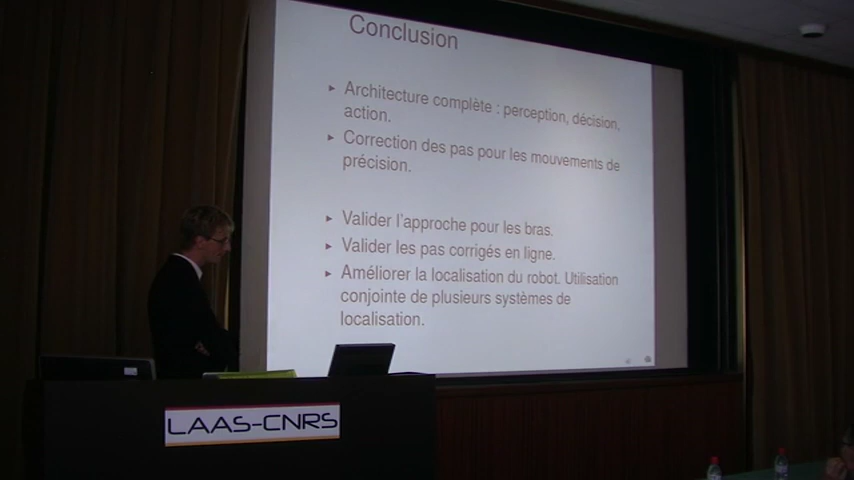 Conclusion
Architecture complète : perception, décision,
action.
Correction des pas pour les mouvements de
précision.
Valider l'approche pour les bras.
Valider les pas corrigés en ligne.
Améliorer la localisation du robot. Utilisation
conjointe de plusieurs systèmes de
localisation.
LAAS-CNRS